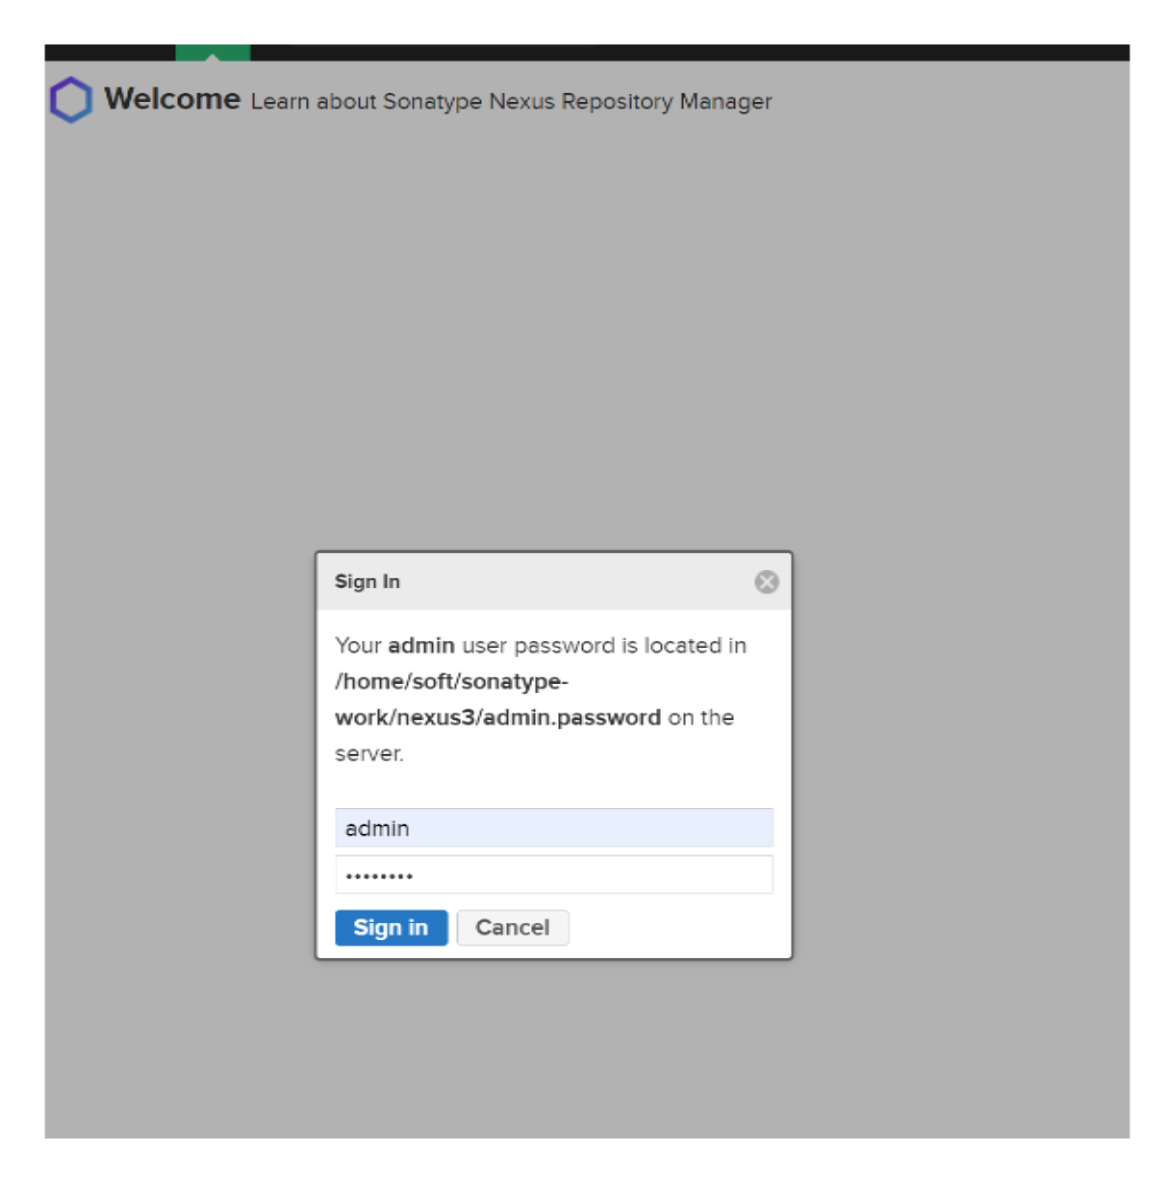 Welcome Learn about Sonatype Nexus Repository Manager
Sign In
Your admin user password is located in
/home/soft/sonatype-
work/nexus3/admin.password on the
server.
admin
••••••••
Sign in Cancel